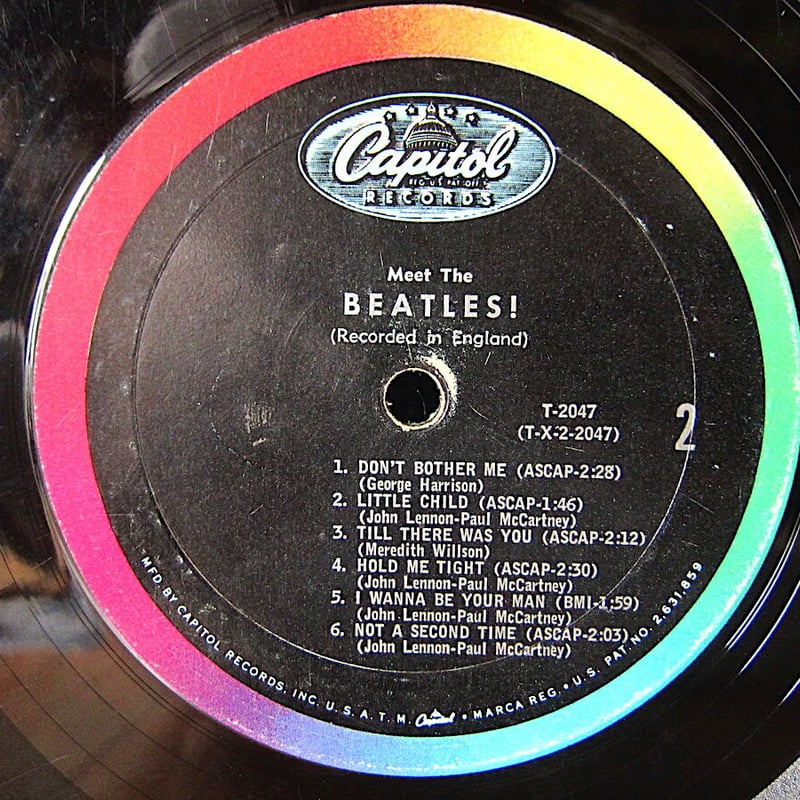 Capitol
REG. U.S. PAT. OFF.
RECORDS
Meet The
BEATLES!
(Recorded in England)
T-2047
(T-X-2-2047)
2
1. DON'T BOTHER ME (ASCAP-2:28)
(George Harrison)
2. LITTLE CHILD (ASCAP-1:46)
(John Lennon-Paul McCartney)
3. TILL THERE WAS YOU (ASCAP-2:12)
(Meredith Willson)
4. HOLD ME TIGHT (ASCAP-2:30)
(John Lennon-Paul McCartney)
5. I WANNA BE YOUR MAN (BMI-1:59)
(John Lennon-Paul McCartney)
6. NOT A SECOND TIME (ASCAP-2:03)
(John Lennon-Paul McCartney)
MFD. BY CAPITOL RECORDS, INC. U.S.A. T.M. Capitol • MARCA REG. • U.S. PAT. NO. 2,631,859